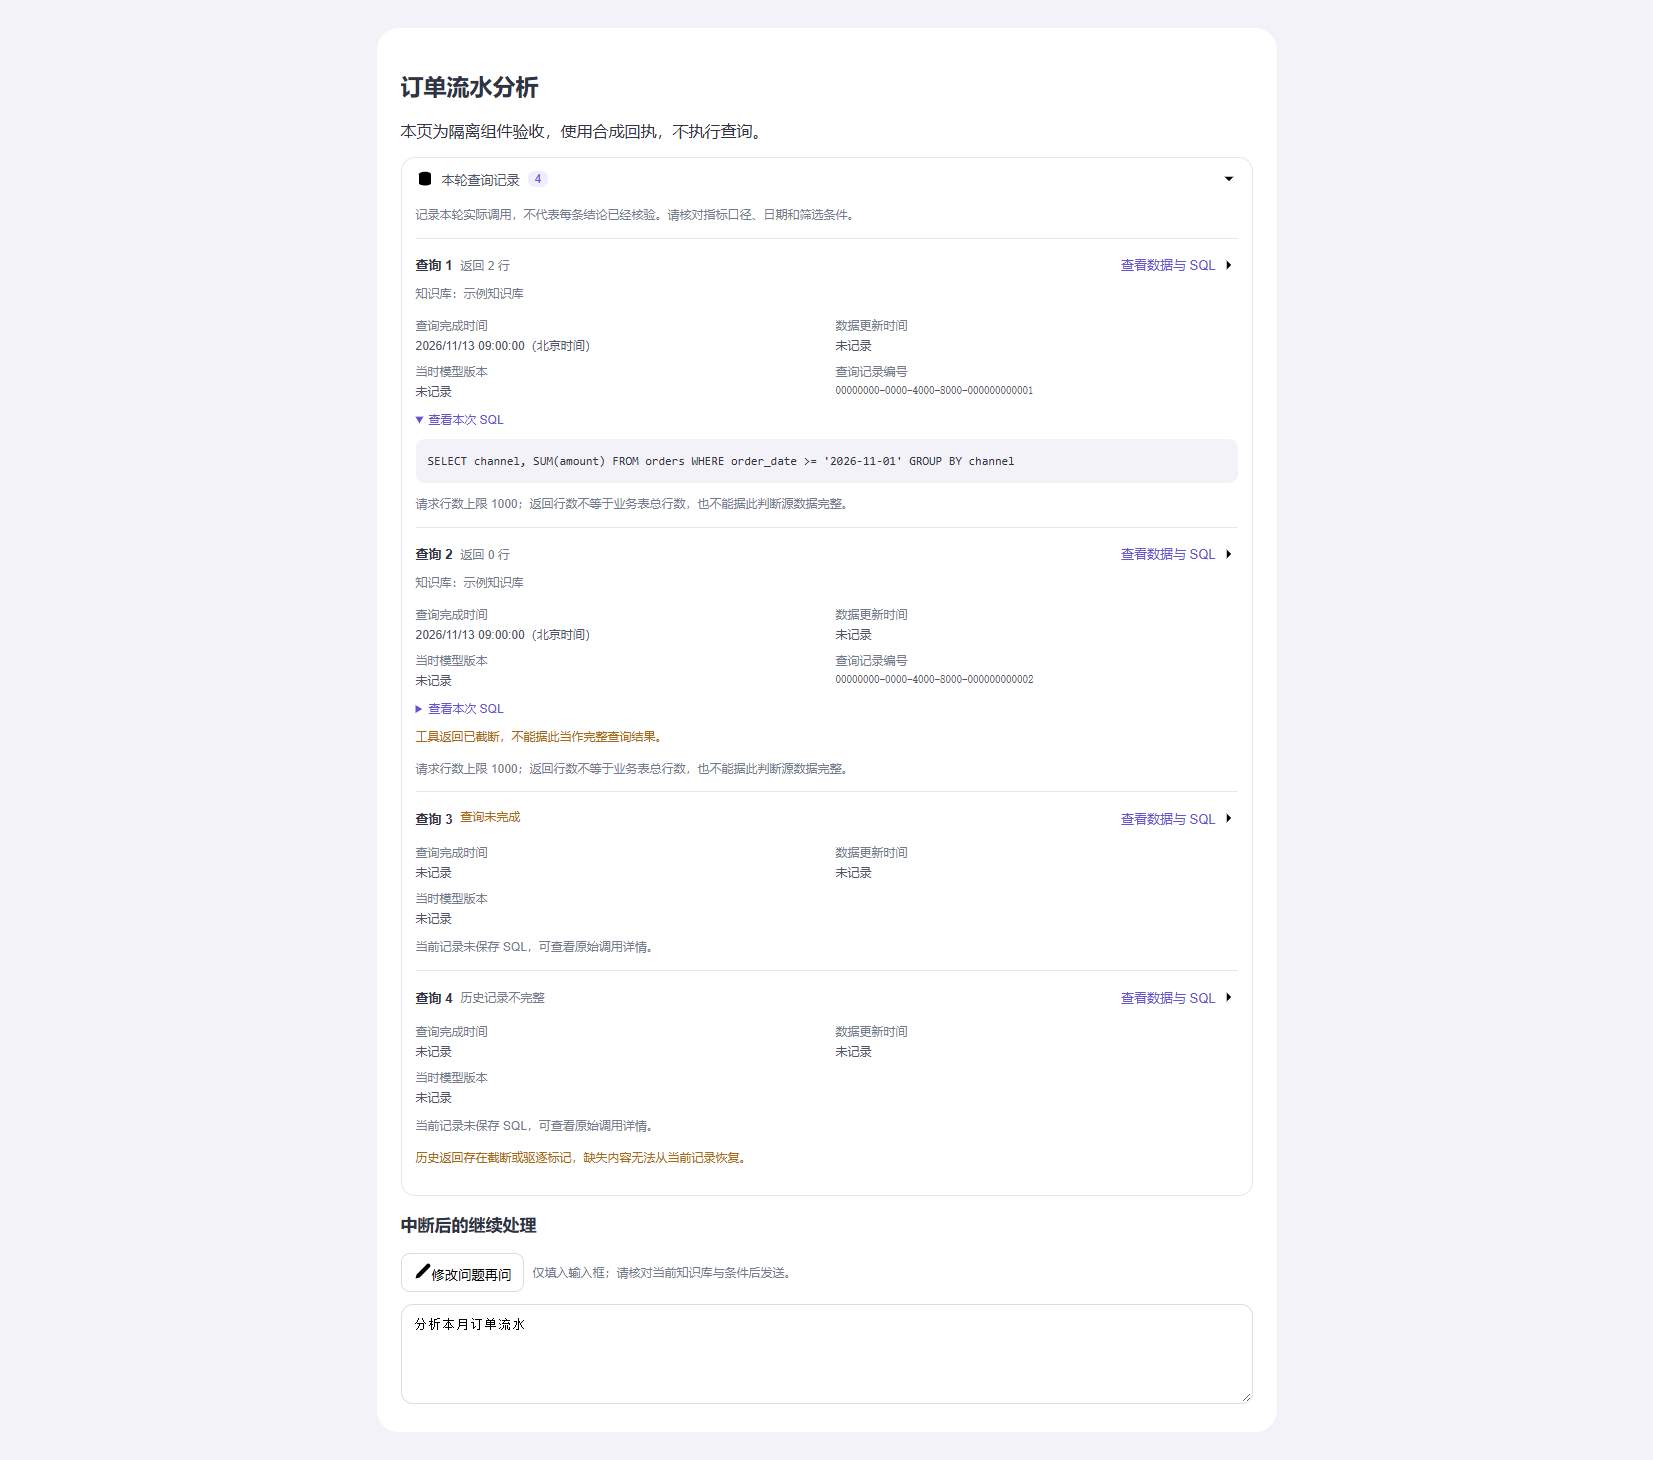 订单流水分析
本页为隔离组件验收，使用合成回执，不执行查询。
本轮查询记录 4
记录本轮实际调用，不代表每条结论已经核验。请核对指标口径、日期和筛选条件。
查询 1 返回 2 行 查看数据与 SQL
知识库：示例知识库
查询完成时间 数据更新时间
2026/11/13 09:00:00（北京时间） 未记录
当时模型版本 查询记录编号
未记录 00000000-0000-4000-8000-000000000001
查看本次 SQL
SELECT channel, SUM(amount) FROM orders WHERE order_date >= '2026-11-01' GROUP BY channel
请求行数上限 1000；返回行数不等于业务表总行数，也不能据此判断源数据完整。
查询 2 返回 0 行 查看数据与 SQL
知识库：示例知识库
查询完成时间 数据更新时间
2026/11/13 09:00:00（北京时间） 未记录
当时模型版本 查询记录编号
未记录 00000000-0000-4000-8000-000000000002
查看本次 SQL
工具返回已截断，不能据此当作完整查询结果。
请求行数上限 1000；返回行数不等于业务表总行数，也不能据此判断源数据完整。
查询 3 查询未完成 查看数据与 SQL
查询完成时间 数据更新时间
未记录 未记录
当时模型版本
未记录
当前记录未保存 SQL，可查看原始调用详情。
查询 4 历史记录不完整 查看数据与 SQL
查询完成时间 数据更新时间
未记录 未记录
当时模型版本
未记录
当前记录未保存 SQL，可查看原始调用详情。
历史返回存在截断或驱逐标记，缺失内容无法从当前记录恢复。
中断后的继续处理
修改问题再问 仅填入输入框；请核对当前知识库与条件后发送。
分析本月订单流水